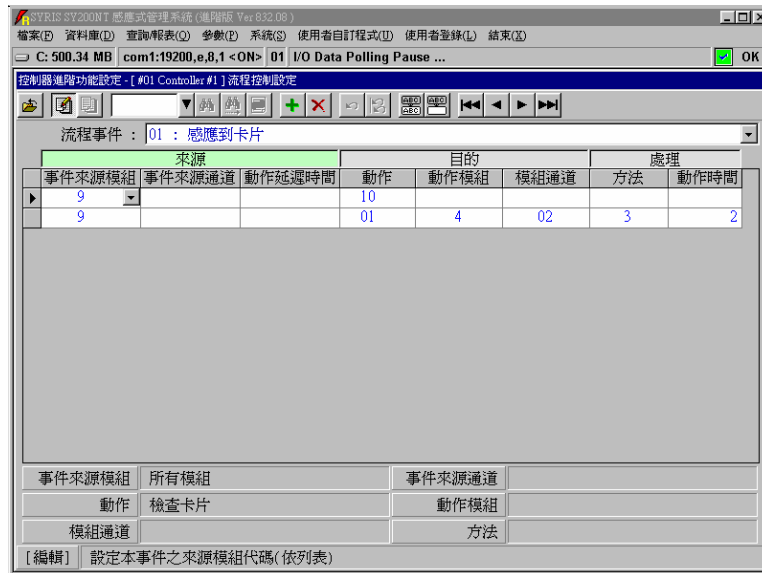 SYRIS SY200NT 感應式管理系統 (進階版 Ver 832.08 )
檔案(F) 資料庫(D) 查詢/報表(Q) 參數(P) 系統(S) 使用者自訂程式(U) 使用者登錄(L) 結束(X)
C: 500.34 MB com1:19200,e,8,1 <ON> 01 I/O Data Polling Pause ... OK
控制器進階功能設定 - [ #01 Controller #1 ] 流程控制設定
ABC ABC
ABC ABC
流程事件 : 01 : 感應到卡片
來源 目的 處理
事件來源模組 事件來源通道 動作延遲時間 動作 動作模組 模組通道 方法 動作時間
9 10
9 01 4 02 3 2
事件來源模組 所有模組 事件來源通道
動作 檢查卡片 動作模組
模組通道 方法
[編輯] 設定本事件之來源模組代碼(依列表)